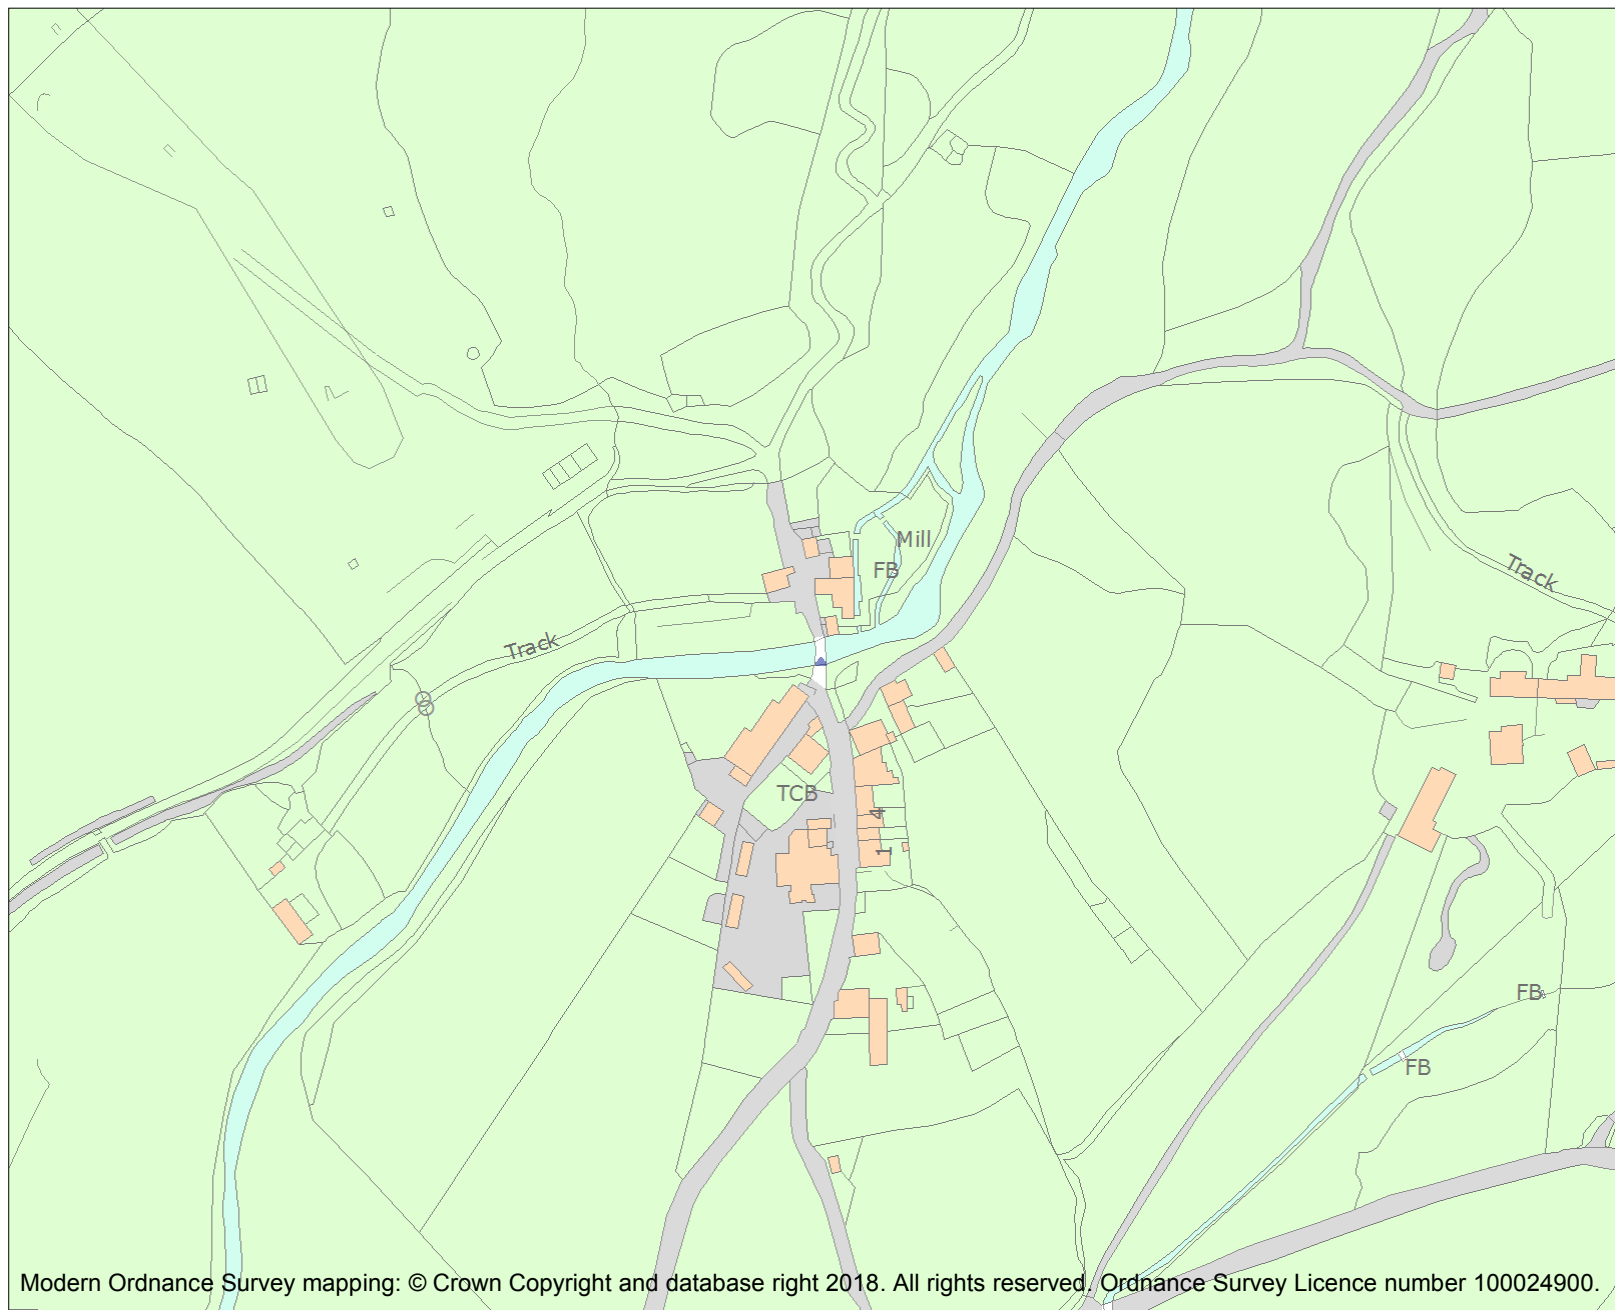 Mill
FB
Track
Track
TCB
4
1
FB
FB
Modern Ordnance Survey mapping: © Crown Copyright and database right 2018. All rights reserved. Ordnance Survey Licence number 100024900.